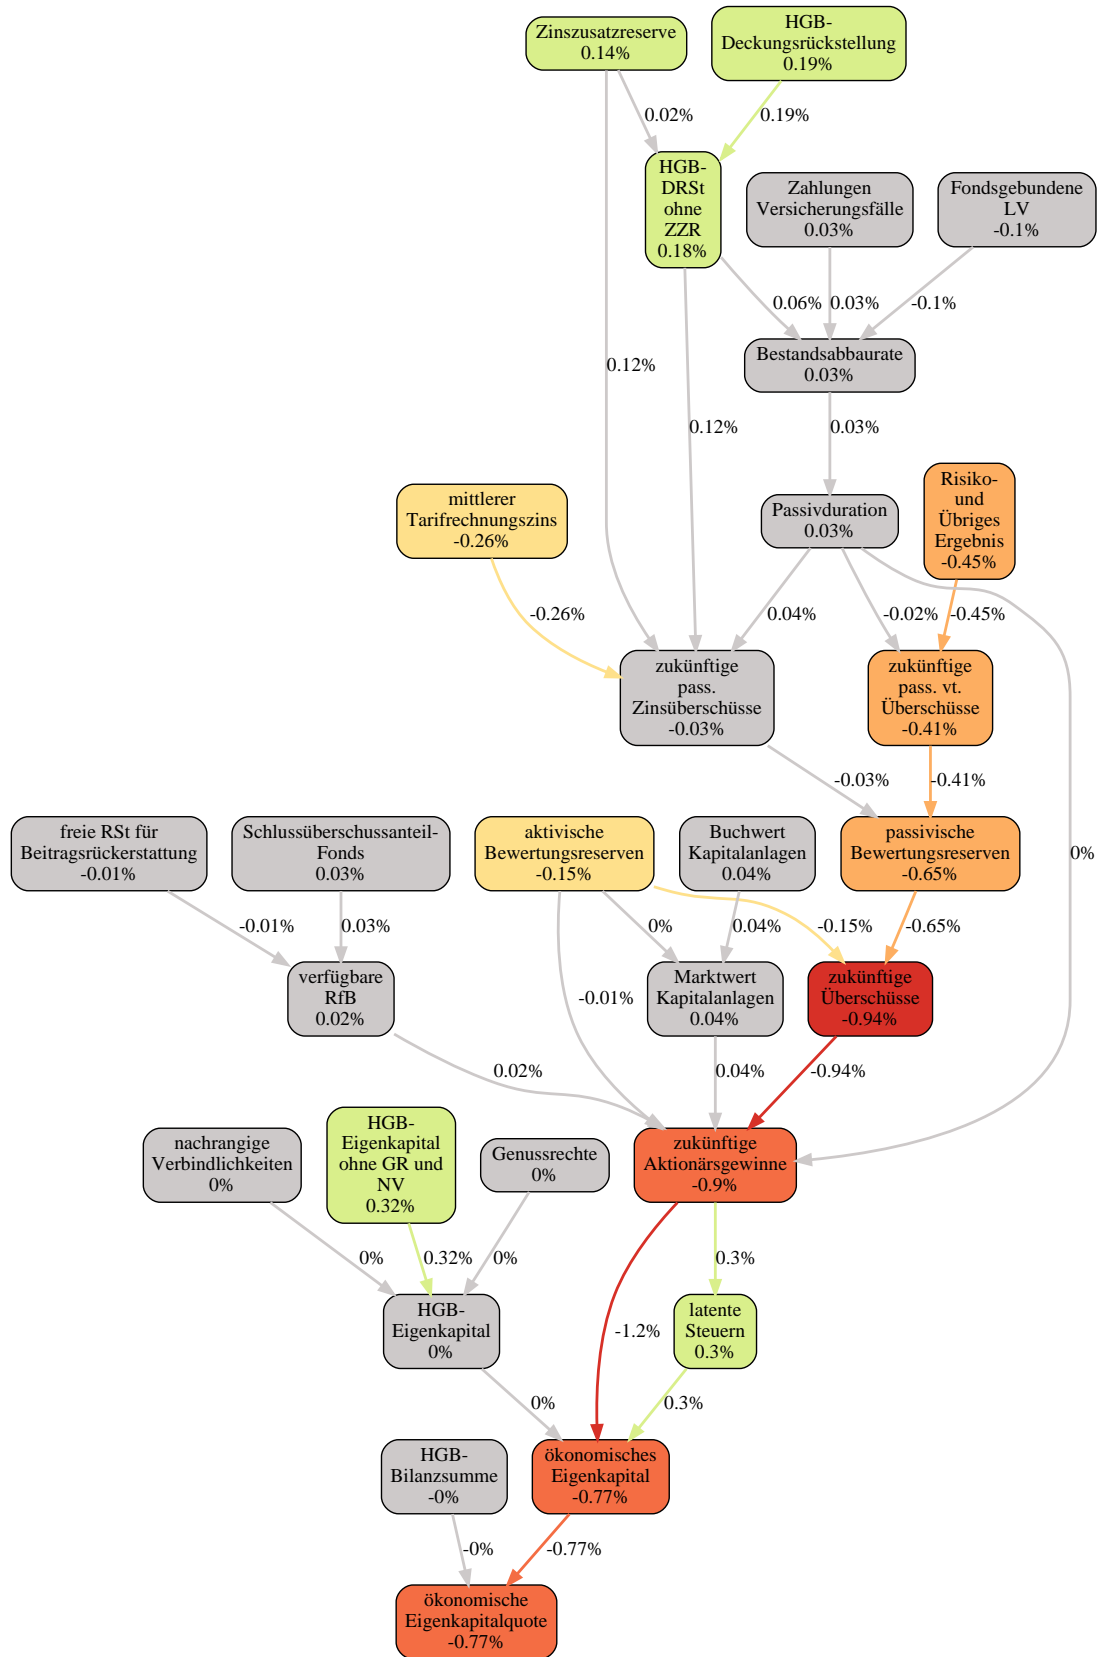 Zinszusatzreserve
0.14%
HGB-
Deckungsrückstellung
0.19%
0.02%
0.19%
HGB-
DRSt
ohne
ZZR
0.18%
Zahlungen
Versicherungsfälle
0.03%
Fondsgebundene
LV
-0.1%
0.06%
0.03%
-0.1%
Bestandsabbaurate
0.03%
0.12%
0.12%
0.03%
mittlerer
Tarifrechnungszins
-0.26%
Passivduration
0.03%
Risiko-
und
Übriges
Ergebnis
-0.45%
-0.26%
0.04%
-0.02%
-0.45%
zukünftige
pass.
Zinsüberschüsse
-0.03%
zukünftige
pass. vt.
Überschüsse
-0.41%
-0.03%
-0.41%
freie RSt für
Beitragsrückerstattung
-0.01%
Schlussüberschussanteil-
Fonds
0.03%
aktivische
Bewertungsreserven
-0.15%
Buchwert
Kapitalanlagen
0.04%
passivische
Bewertungsreserven
-0.65%
0%
-0.01%
0.03%
0%
0.04%
-0.15%
-0.65%
verfügbare
RfB
0.02%
-0.01%
Marktwert
Kapitalanlagen
0.04%
zukünftige
Überschüsse
-0.94%
0.02%
0.04%
-0.94%
nachrangige
Verbindlichkeiten
0%
HGB-
Eigenkapital
ohne GR und
NV
0.32%
Genussrechte
0%
zukünftige
Aktionärsgewinne
-0.9%
0%
0.32%
0%
0.3%
HGB-
Eigenkapital
0%
-1.2%
latente
Steuern
0.3%
0%
0.3%
HGB-
Bilanzsumme
-0%
ökonomisches
Eigenkapital
-0.77%
-0%
-0.77%
ökonomische
Eigenkapitalquote
-0.77%